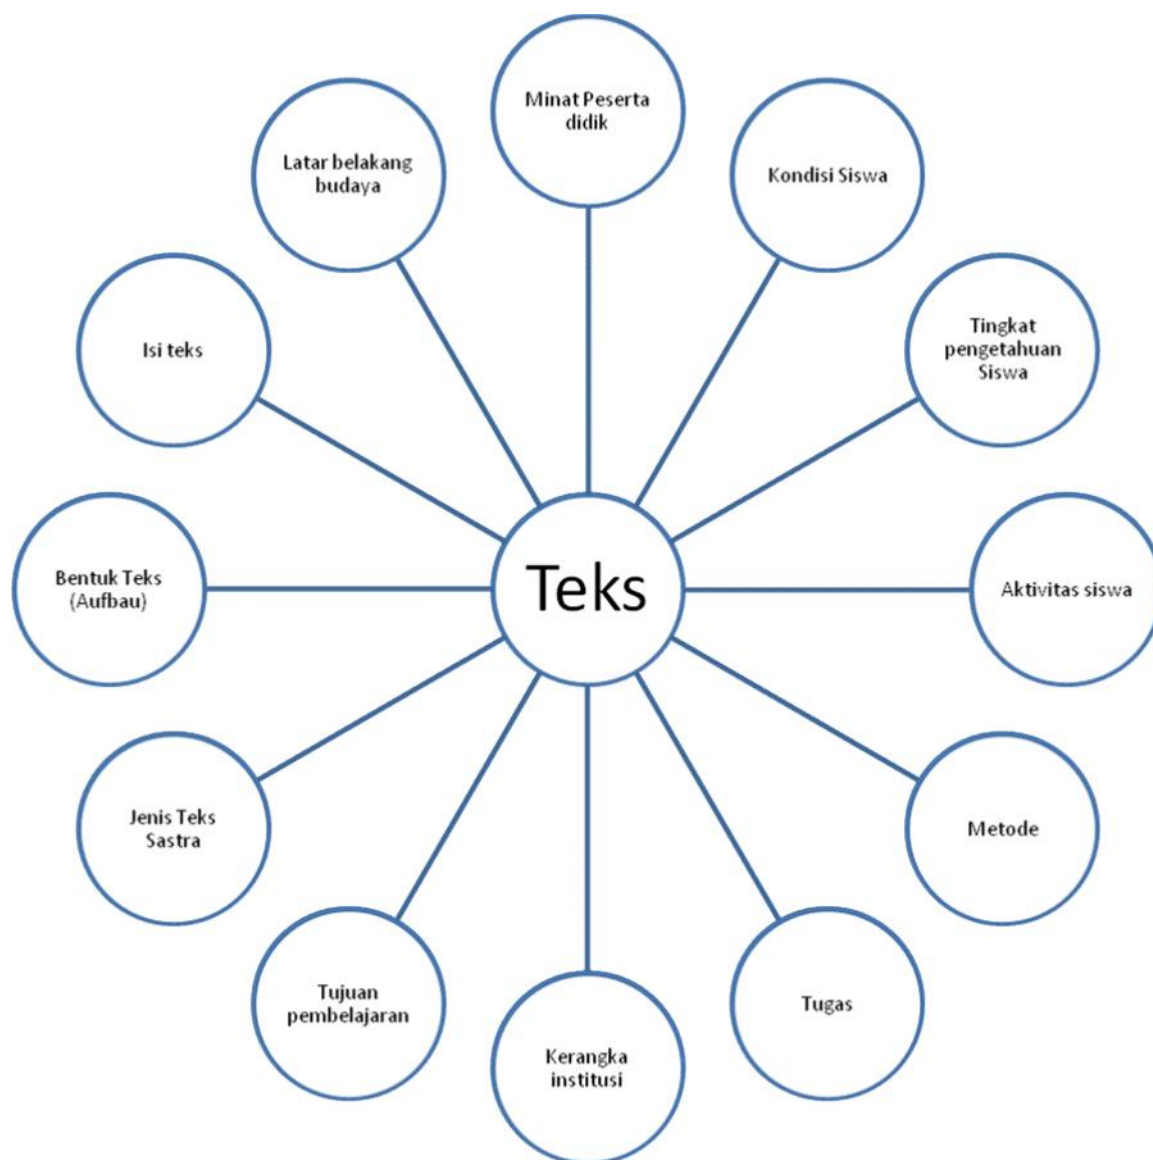 Minat Peserta
didik
Kondisi Siswa
Tingkat
pengetahuan
Siswa
Aktivitas siswa
Metode
Tugas
Kerangka
institusi
Tujuan
pembelajaran
Jenis Teks
Sastra
Bentuk Teks
(Aufbau)
Isi teks
Latar belakang
budaya
Teks